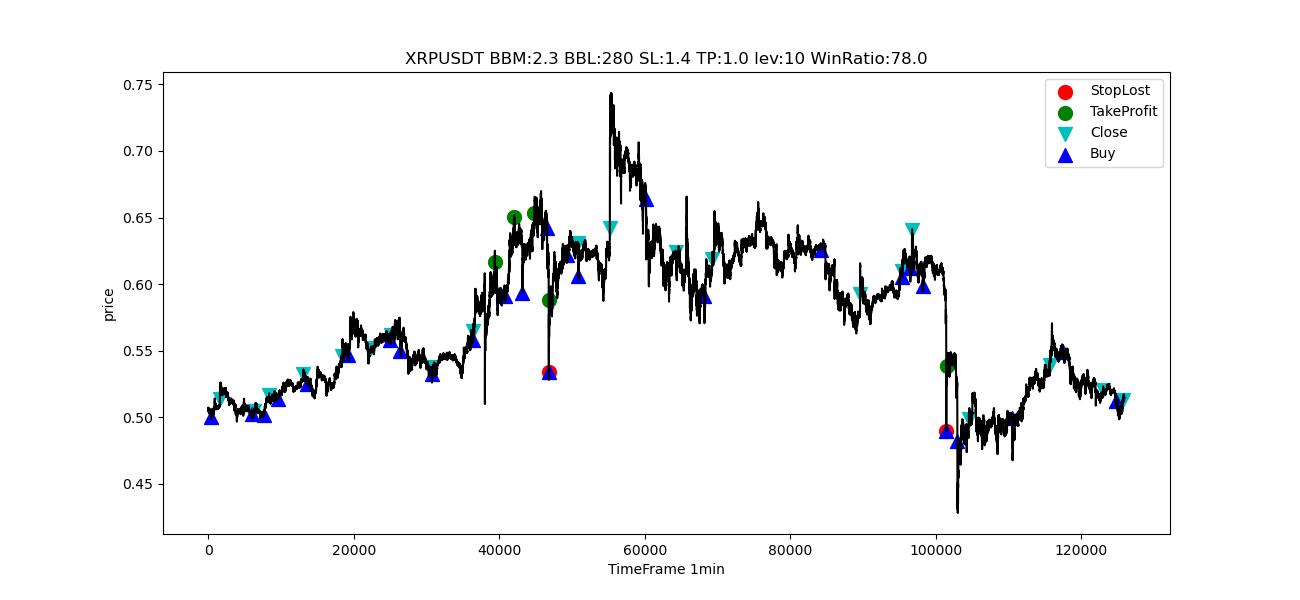 XRPUSDT BBM:2.3 BBL:280 SL:1.4 TP:1.0 lev:10 WinRatio:78.0
StopLost
TakeProfit
Close
Buy
0.75
0.70
0.65
0.60
0.55
0.50
0.45
price
0 20000 40000 60000 80000 100000 120000
TimeFrame 1min